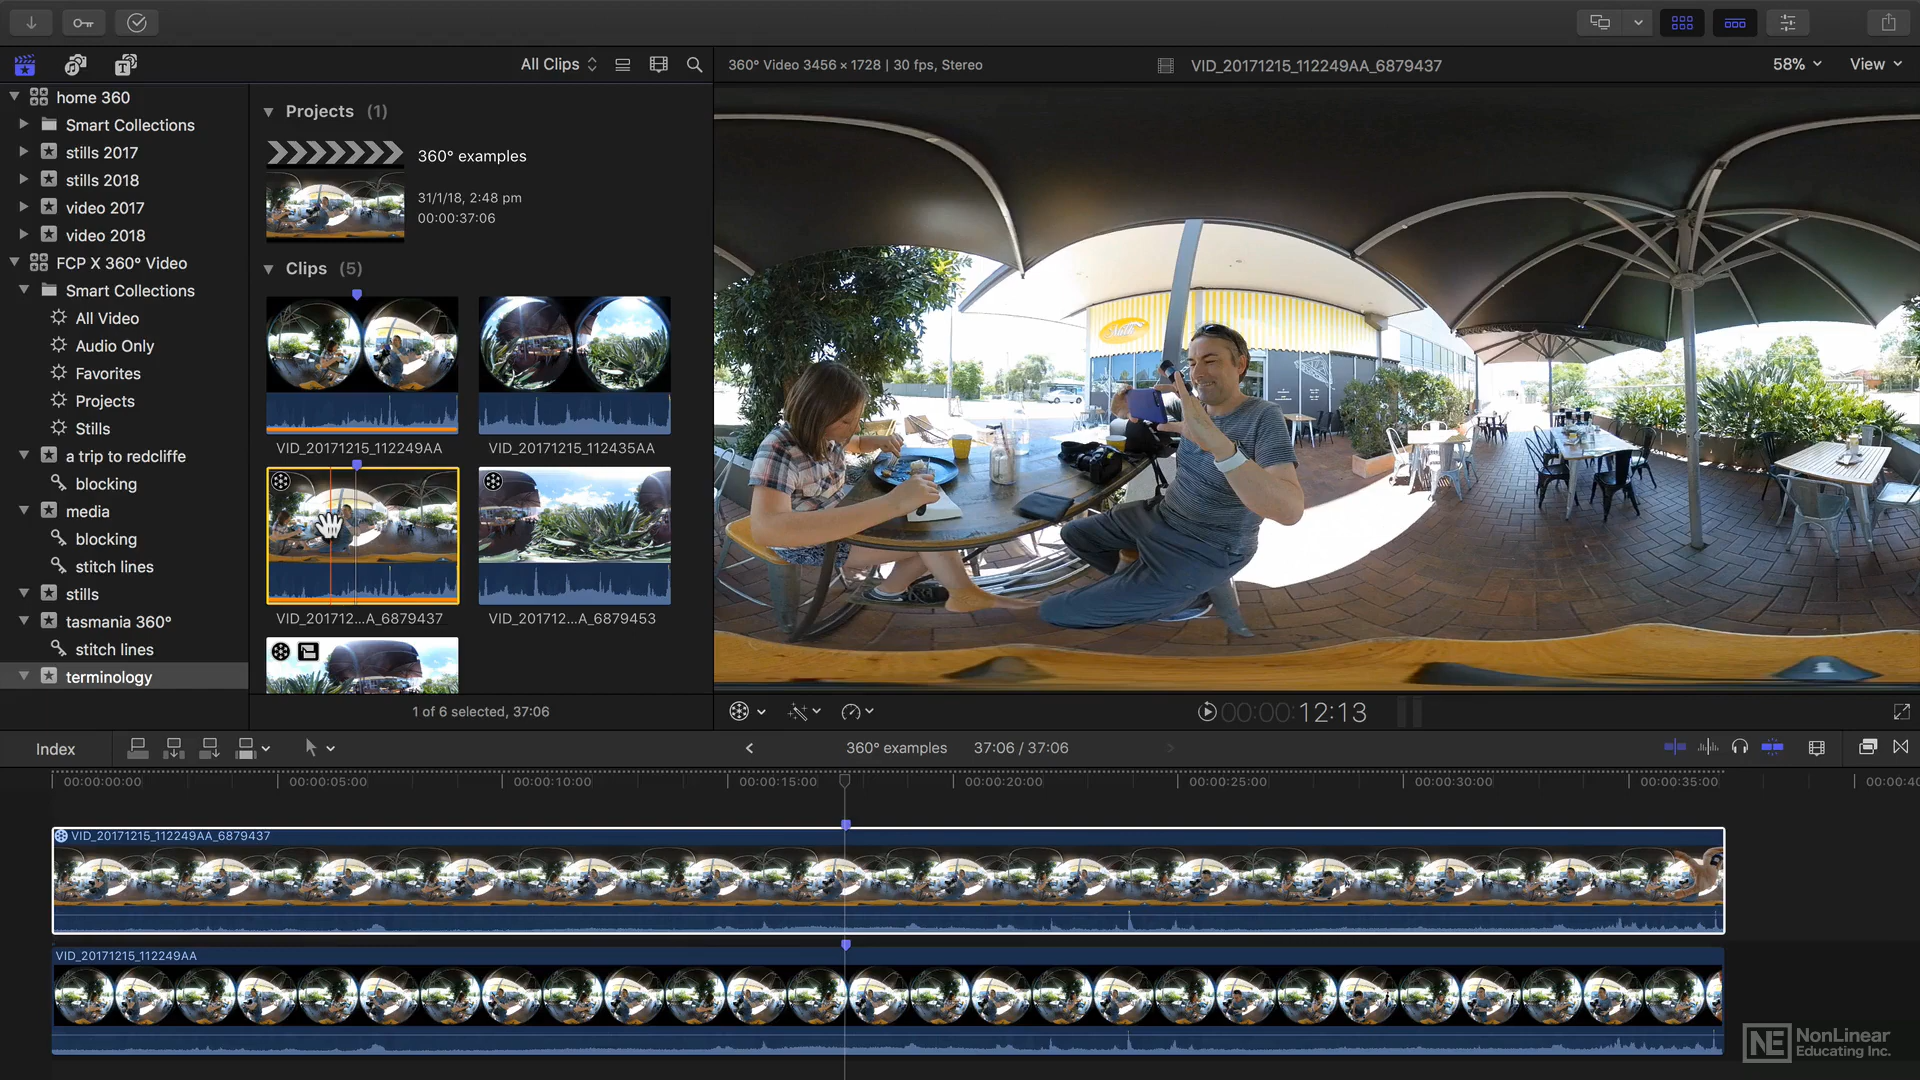 All Clips
360° Video 3456 × 1728 | 30 fps, Stereo
VID_20171215_112249AA_6879437
58%
View
home 360
Smart Collections
stills 2017
stills 2018
video 2017
video 2018
FCP X 360° Video
Smart Collections
All Video
Audio Only
Favorites
Projects
Stills
a trip to redcliffe
blocking
media
blocking
stitch lines
stills
tasmania 360°
stitch lines
terminology
Projects (1)
360° examples
31/1/18, 2:48 pm
00:00:37:06
Clips (5)
VID_20171215_112249AA
VID_20171215_112435AA
VID_201712...A_6879437
VID_201712...A_6879453
1 of 6 selected, 37:06
00:00:12:13
Index
360° examples
37:06 / 37:06
00:00:00:00
00:00:05:00
00:00:10:00
00:00:15:00
00:00:20:00
00:00:25:00
00:00:30:00
00:00:35:00
00:00:40
VID_20171215_112249AA_6879437
VID_20171215_112249AA
NE NonLinear
Educating Inc.